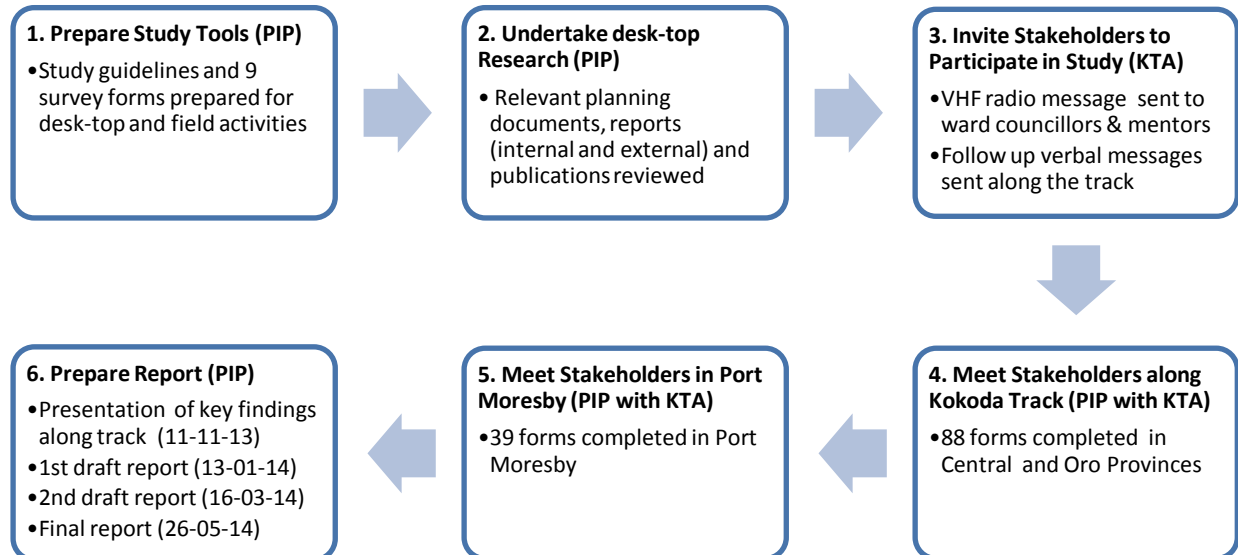 1. Prepare Study Tools (PIP)
•Study guidelines and 9
survey forms prepared for
desk-top and field activities
2. Undertake desk-top
Research (PIP)
• Relevant planning
documents, reports
(internal and external) and
publications reviewed
3. Invite Stakeholders to
Participate in Study (KTA)
•VHF radio message sent to
ward councillors & mentors
•Follow up verbal messages
sent along the track
4. Meet Stakeholders along
Kokoda Track (PIP with KTA)
•88 forms completed in
Central and Oro Provinces
5. Meet Stakeholders in Port
Moresby (PIP with KTA)
•39 forms completed in Port
Moresby
6. Prepare Report (PIP)
•Presentation of key findings
along track (11-11-13)
•1st draft report (13-01-14)
•2nd draft report (16-03-14)
•Final report (26-05-14)